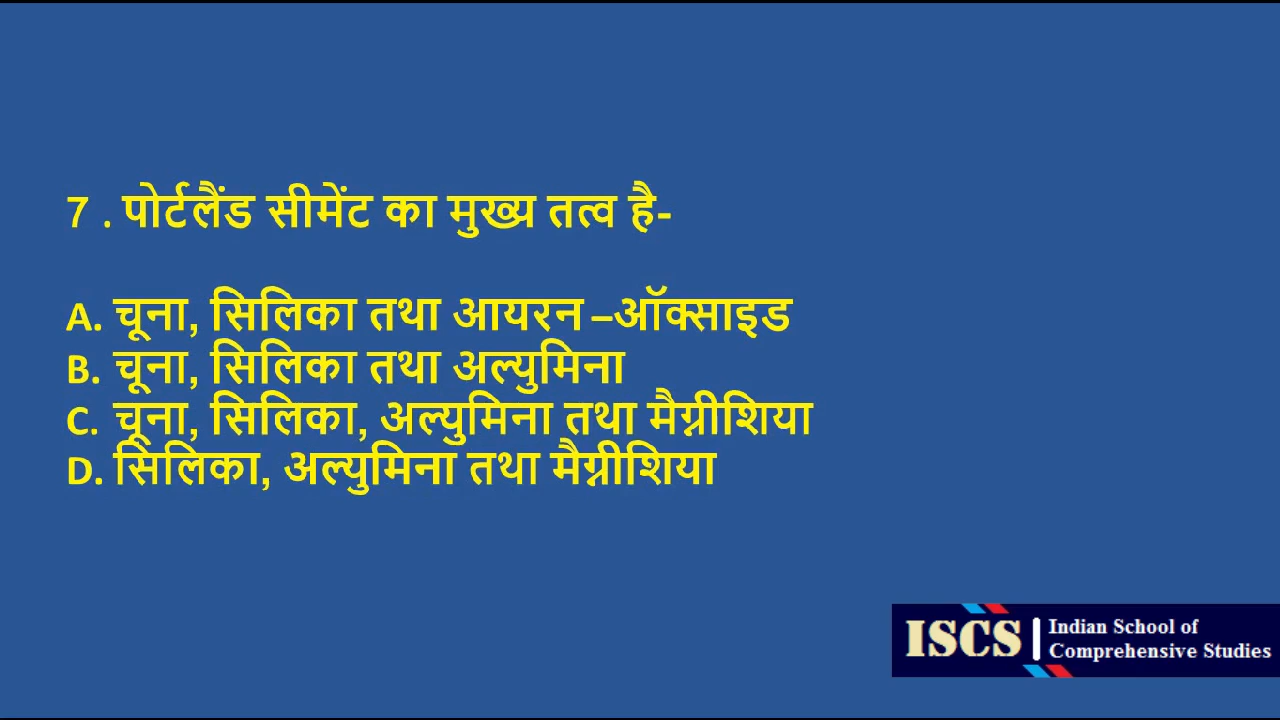 7 . पोर्टलैंड सीमेंट का मुख्य तत्व है-
A. चूना, सिलिका तथा आयरन –ऑक्साइड
B. चूना, सिलिका तथा अल्युमिना
C. चूना, सिलिका, अल्युमिना तथा मैग्नीशिया
D. सिलिका, अल्युमिना तथा मैग्नीशिया
ISCS
Indian School of
Comprehensive Studies